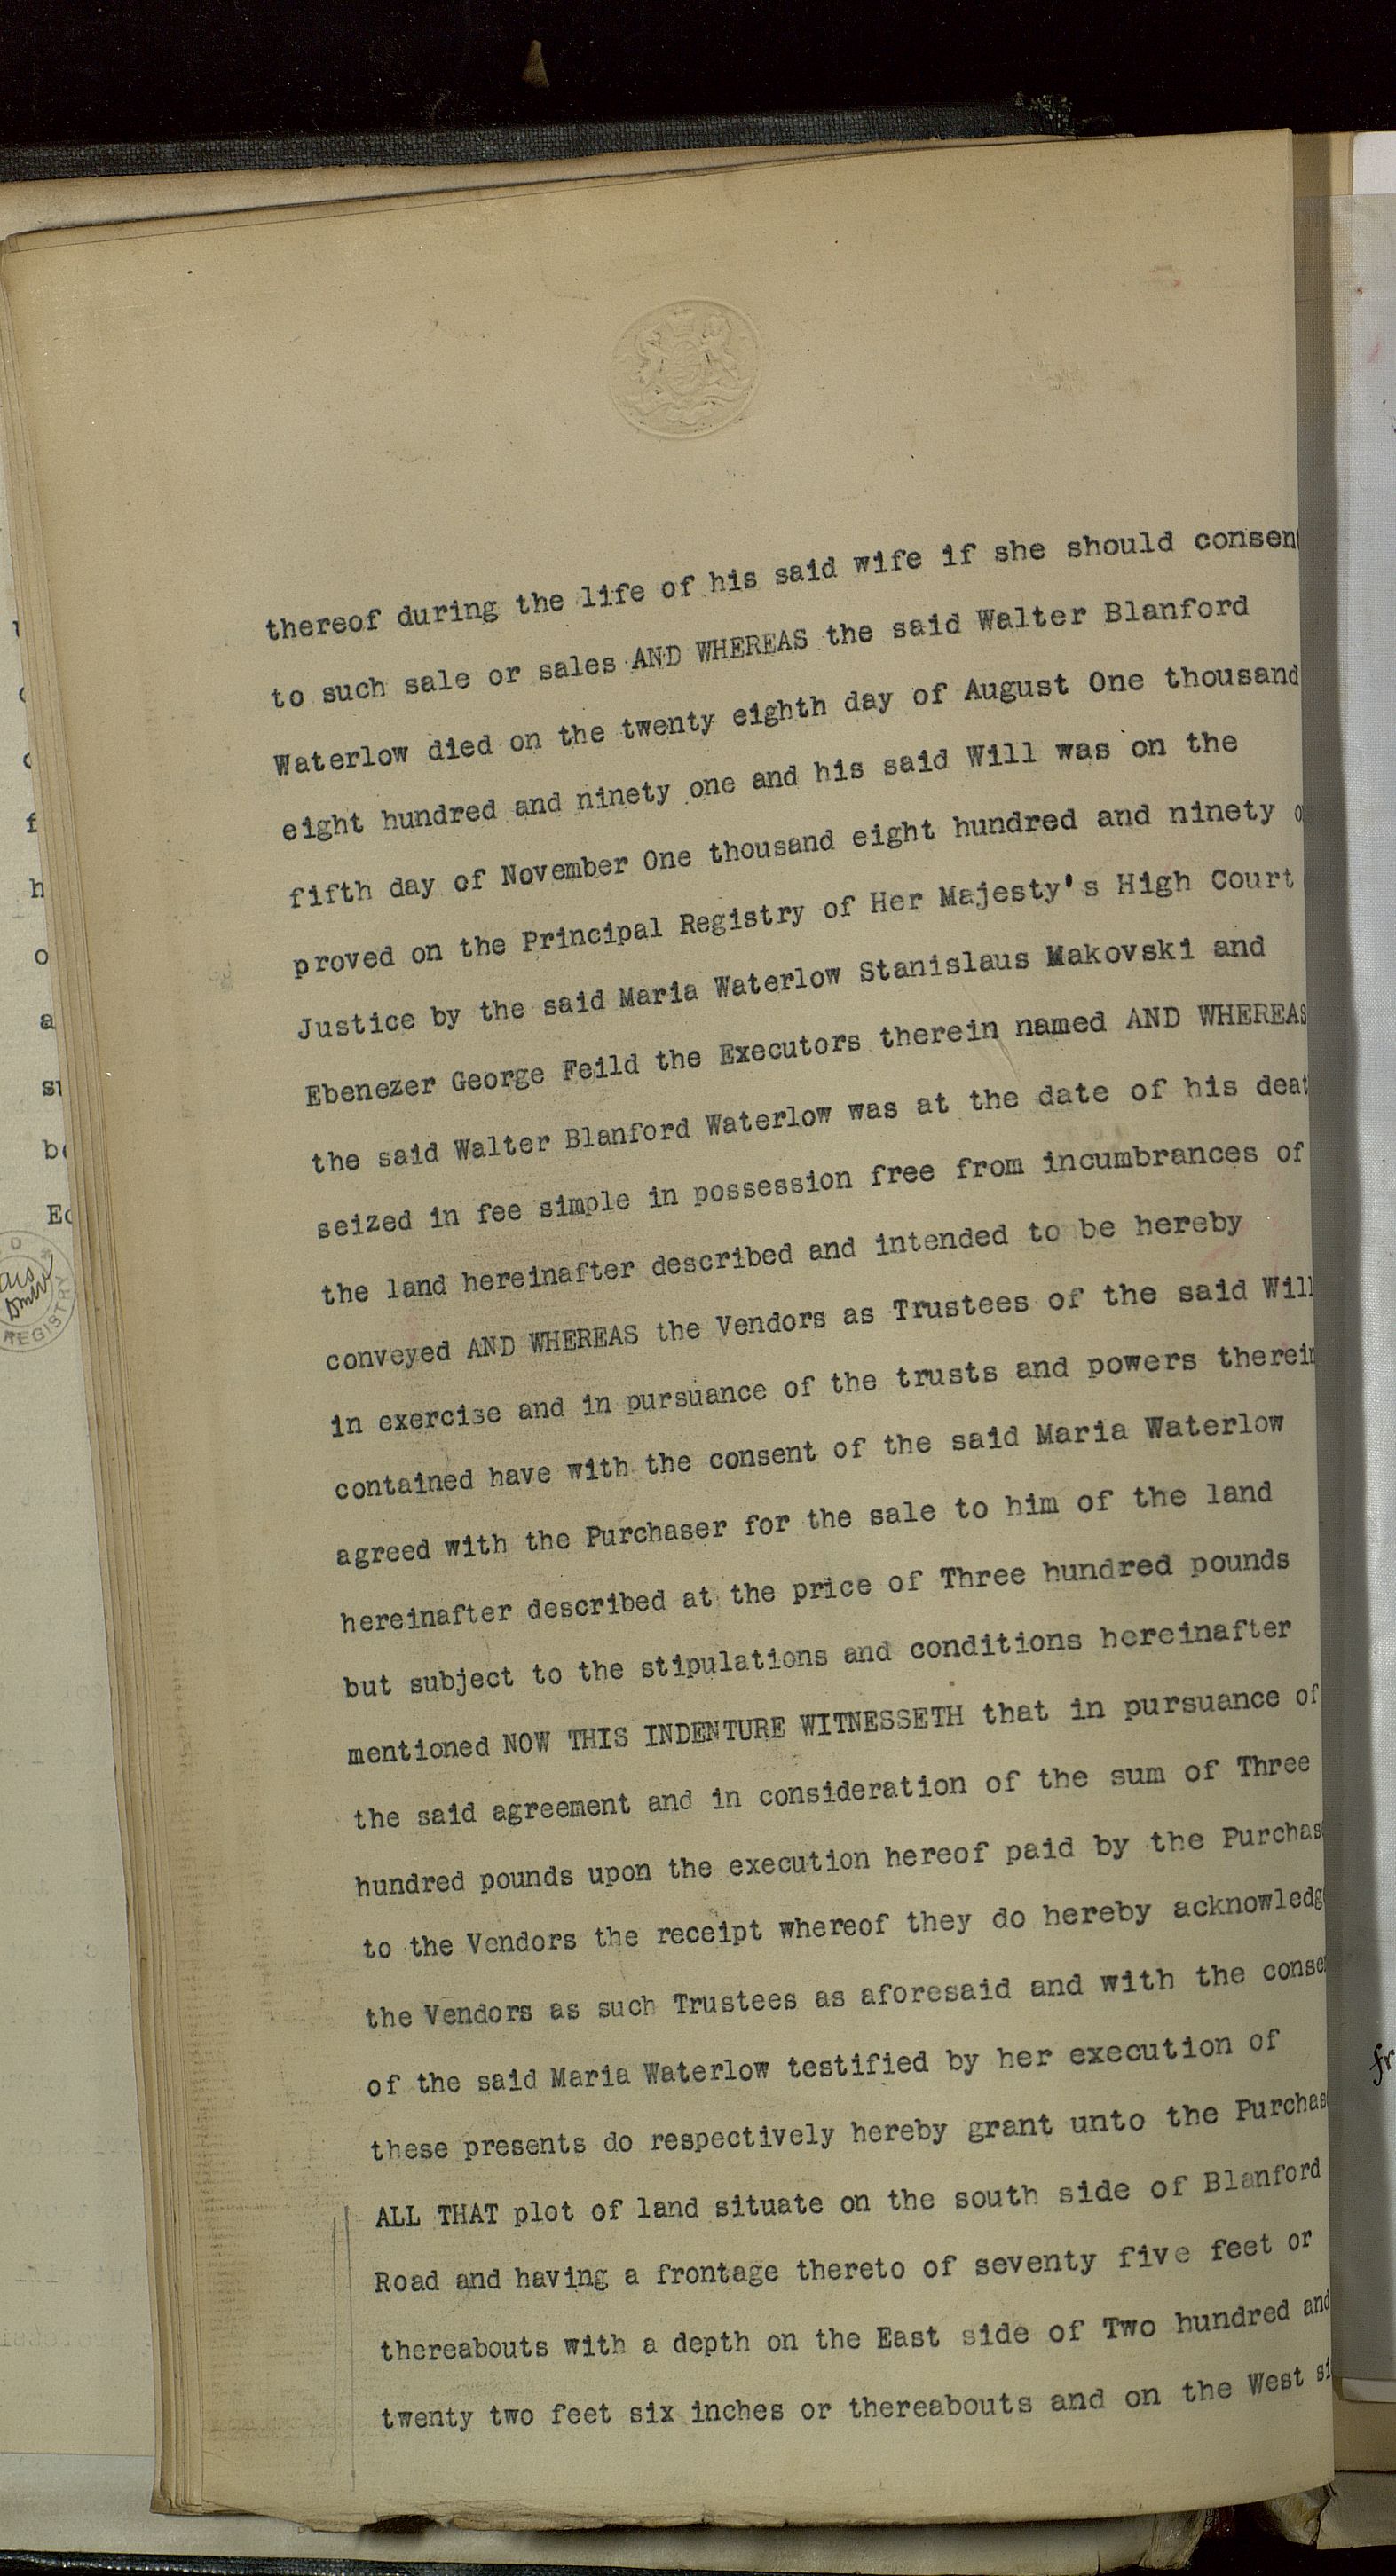 thereof during the life of his said wife if she should consen
to such sale or sales AND WHEREAS the said Walter Blanford
Waterlow died on the twenty eighth day of August One thousand
eight hundred and ninety one and his said Will was on the
fifth day of November One thousand eight hundred and ninety o
proved on the Principal Registry of Her Majesty's High Court
Justice by the said Maria Waterlow Stanislaus Makovski and
Ebenezer George Feild the Executors therein named AND WHEREAS
the said Walter Blanford Waterlow was at the date of his deat
seized in fee simple in possession free from incumbrances of
the land hereinafter described and intended to be hereby
conveyed AND WHEREAS the Vendors as Trustees of the said Will
in exercise and in pursuance of the trusts and powers therein
contained have with the consent of the said Maria Waterlow
agreed with the Purchaser for the sale to him of the land
hereinafter described at the price of Three hundred pounds
but subject to the stipulations and conditions hereinafter
mentioned NOW THIS INDENTURE WITNESSETH that in pursuance of
the said agreement and in consideration of the sum of Three
hundred pounds upon the execution hereof paid by the Purchas
to the Vendors the receipt whereof they do hereby acknowledg
the Vendors as such Trustees as aforesaid and with the conse
of the said Maria Waterlow testified by her execution of
these presents do respectively hereby grant unto the Purchas
ALL THAT plot of land situate on the south side of Blanford
Road and having a frontage thereto of seventy five feet or
thereabouts with a depth on the East side of Two hundred and
twenty two feet six inches or thereabouts and on the West si